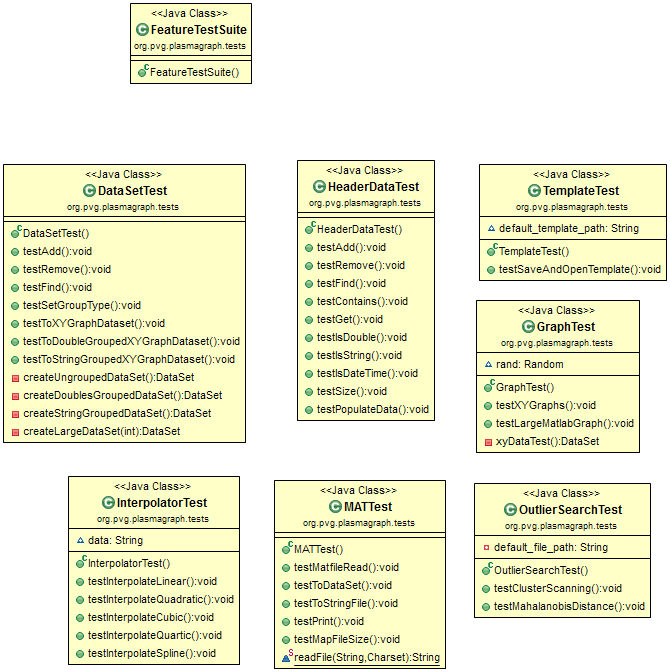 <<Java Class>>
FeatureTestSuite
org.pvg.plasmagraph.tests
FeatureTestSuite()
<<Java Class>>
DataSetTest
org.pvg.plasmagraph.tests
DataSetTest()
testAdd():void
testRemove():void
testFind():void
testSetGroupType():void
testToXYGraphDataset():void
testToDoubleGroupedXYGraphDataset():void
testToStringGroupedXYGraphDataset():void
createUngroupedDataSet():DataSet
createDoublesGroupedDataSet():DataSet
createStringGroupedDataSet():DataSet
createLargeDataSet(int):DataSet
<<Java Class>>
HeaderDataTest
org.pvg.plasmagraph.tests
HeaderDataTest()
testAdd():void
testRemove():void
testFind():void
testContains():void
testGet():void
testIsDouble():void
testIsString():void
testIsDateTime():void
testSize():void
testPopulateData():void
<<Java Class>>
TemplateTest
org.pvg.plasmagraph.tests
default_template_path: String
TemplateTest()
testSaveAndOpenTemplate():void
<<Java Class>>
GraphTest
org.pvg.plasmagraph.tests
rand: Random
GraphTest()
testXYGraphs():void
testLargeMatlabGraph():void
xyDataTest():DataSet
<<Java Class>>
InterpolatorTest
org.pvg.plasmagraph.tests
data: String
InterpolatorTest()
testInterpolateLinear():void
testInterpolateQuadratic():void
testInterpolateCubic():void
testInterpolateQuartic():void
testInterpolateSpline():void
<<Java Class>>
MATTest
org.pvg.plasmagraph.tests
MATTest()
testMatfileRead():void
testToDataSet():void
testToStringFile():void
testPrint():void
testMapFileSize():void
readFile(String,Charset):String
<<Java Class>>
OutlierSearchTest
org.pvg.plasmagraph.tests
default_file_path: String
OutlierSearchTest()
testClusterScanning():void
testMahalanobisDistance():void